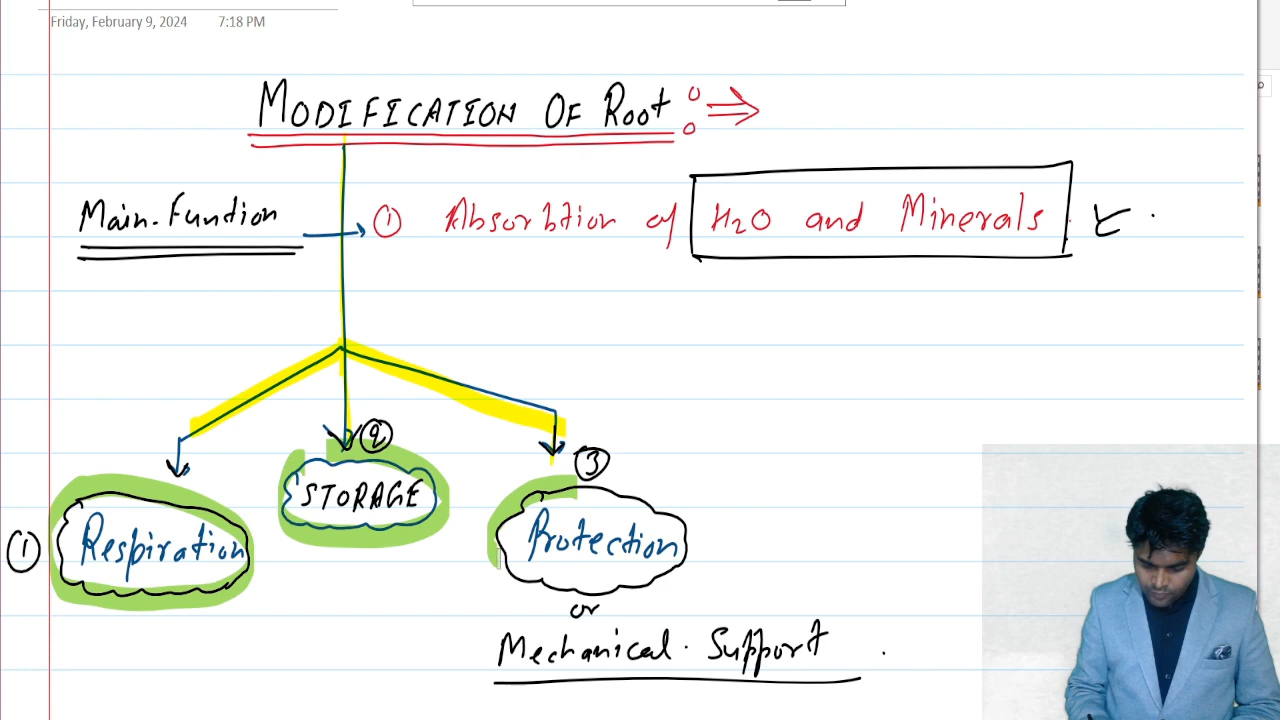 Friday, February 9, 2024 7:18 PM
MODIFICATION OF Root :⇒
Main.Function → ① Absorbtion of H2O and Minerals
②
③
STORAGE
① Respiration
Protection
or
Mechanical. Support.